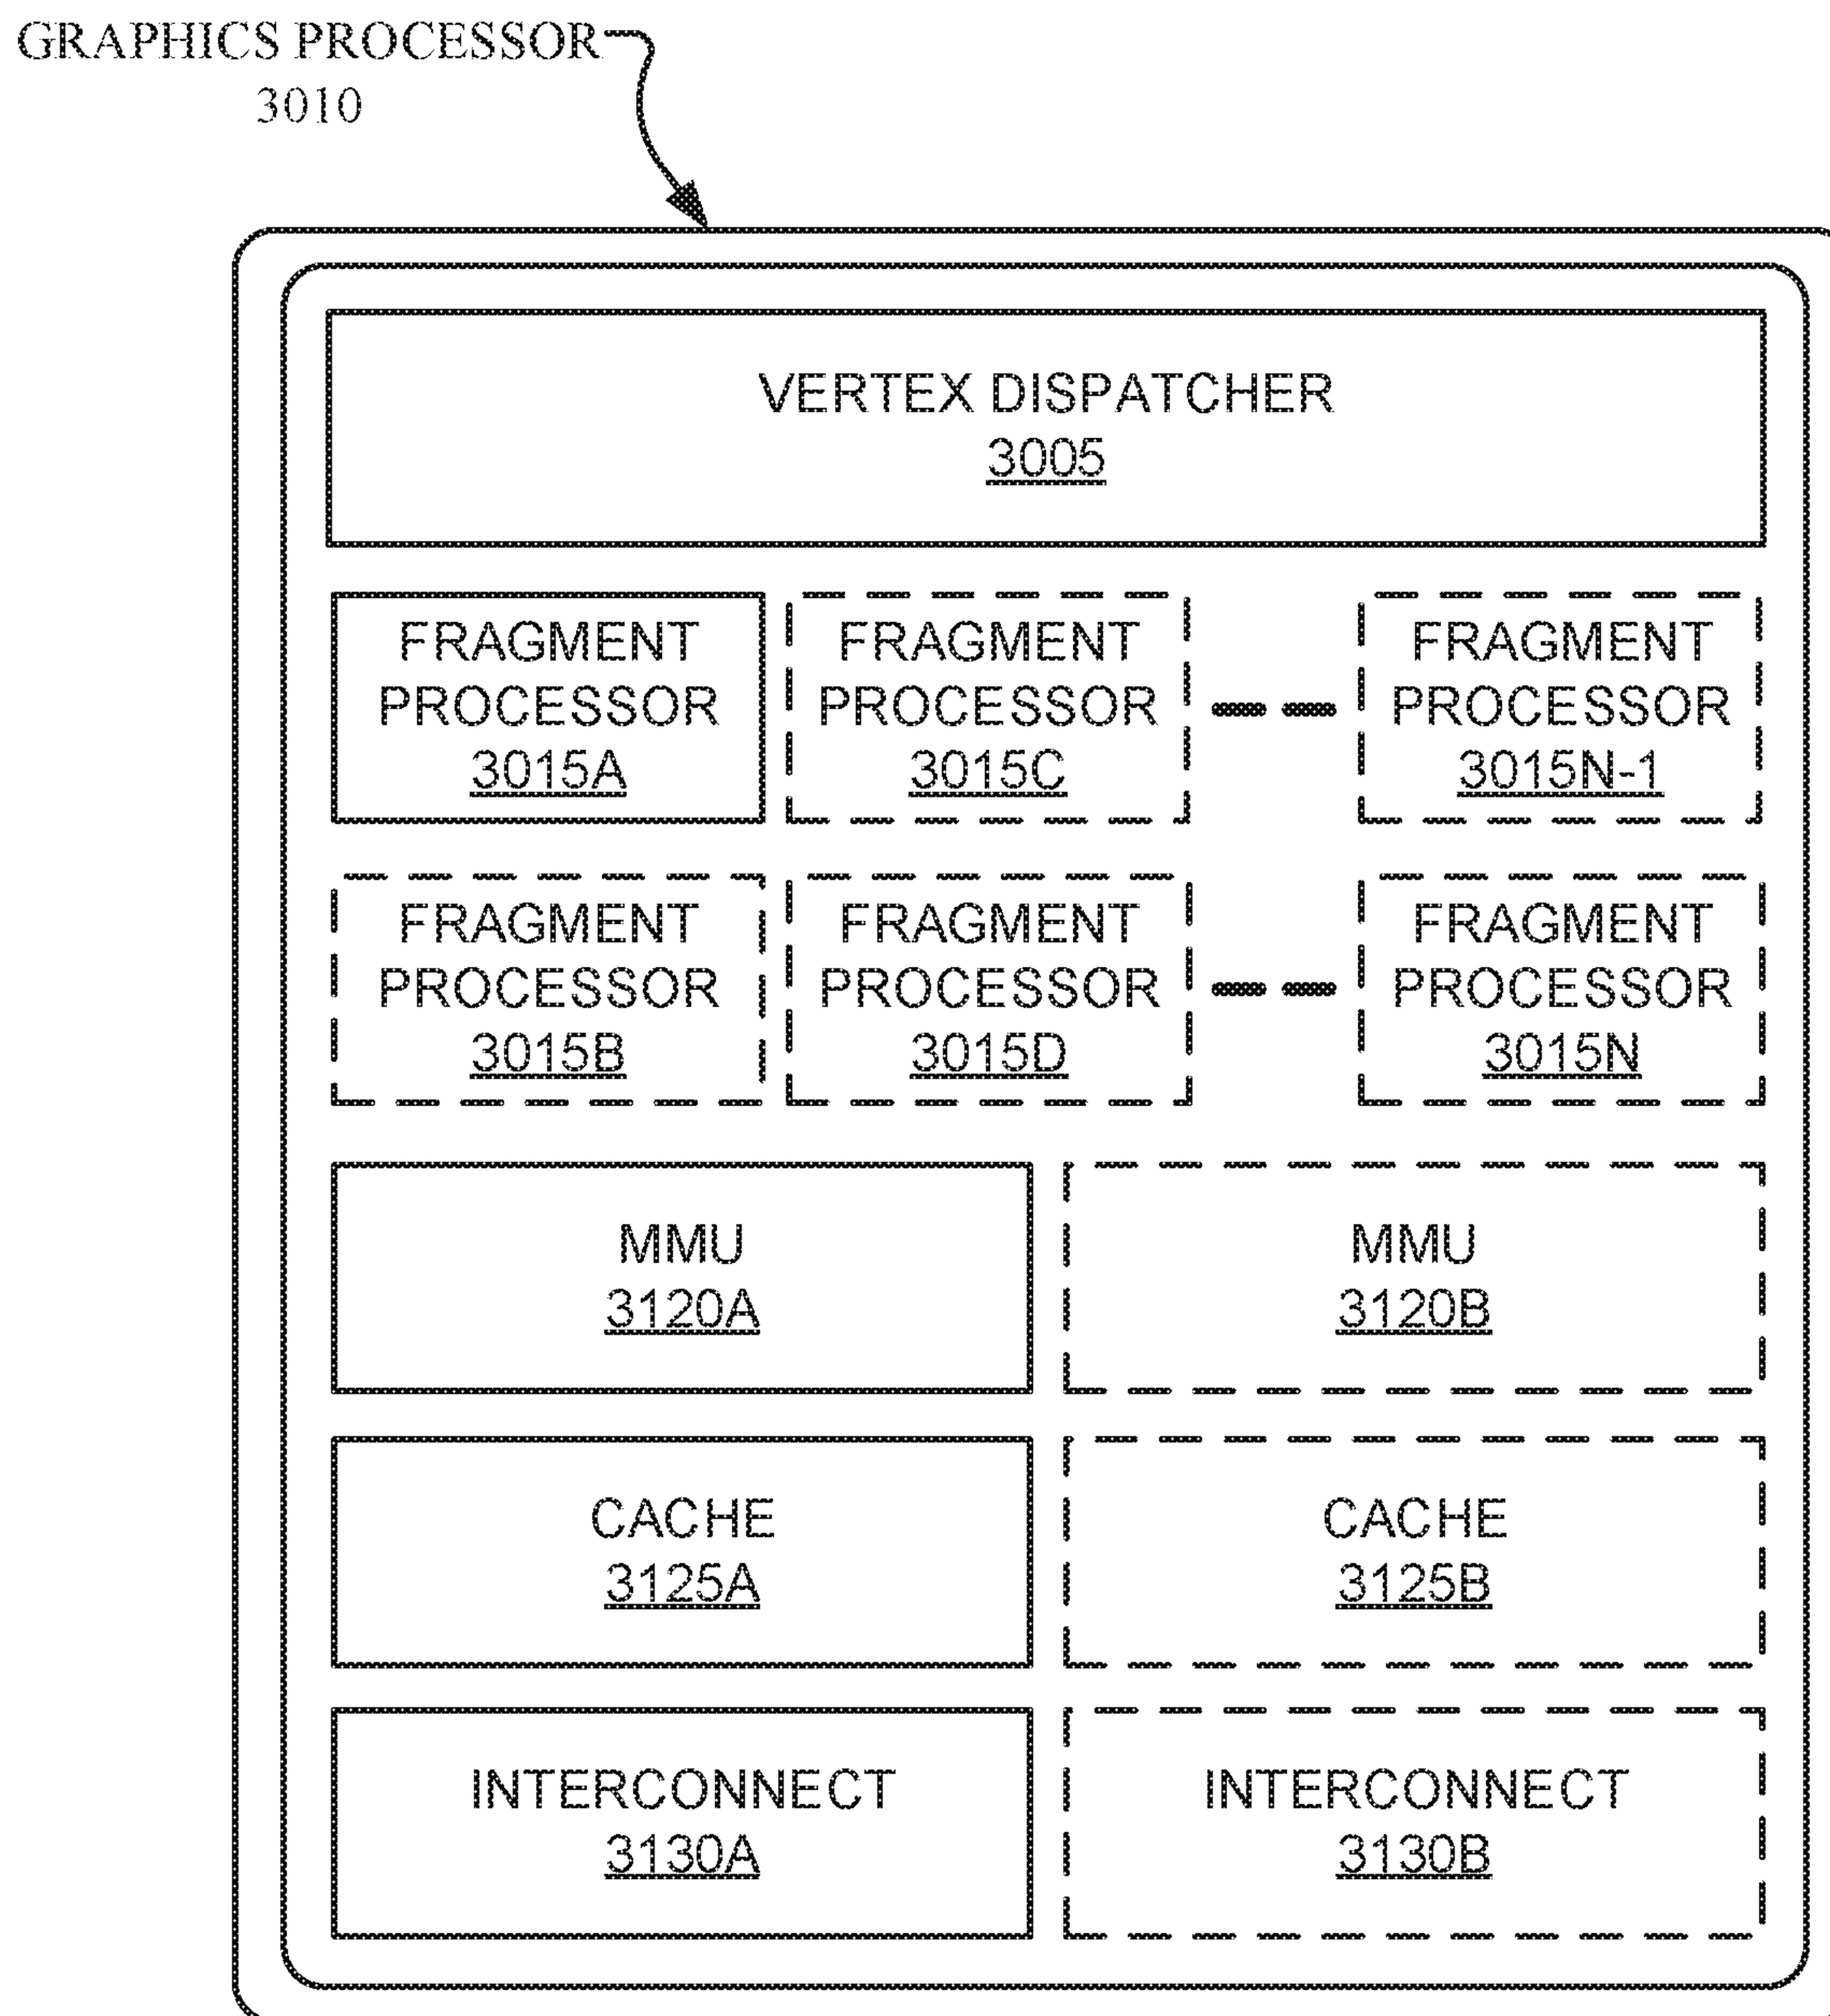 GRAPHICS PROCESSOR
3010
VERTEX DISPATCHER
3005
FRAGMENT
PROCESSOR
3015A
FRAGMENT
PROCESSOR
3015C
FRAGMENT
PROCESSOR
3015N-1
FRAGMENT
PROCESSOR
3015B
FRAGMENT
PROCESSOR
3015D
FRAGMENT
PROCESSOR
3015N
MMU
3120A
MMU
3120B
CACHE
3125A
CACHE
3125B
INTERCONNECT
3130A
INTERCONNECT
3130B